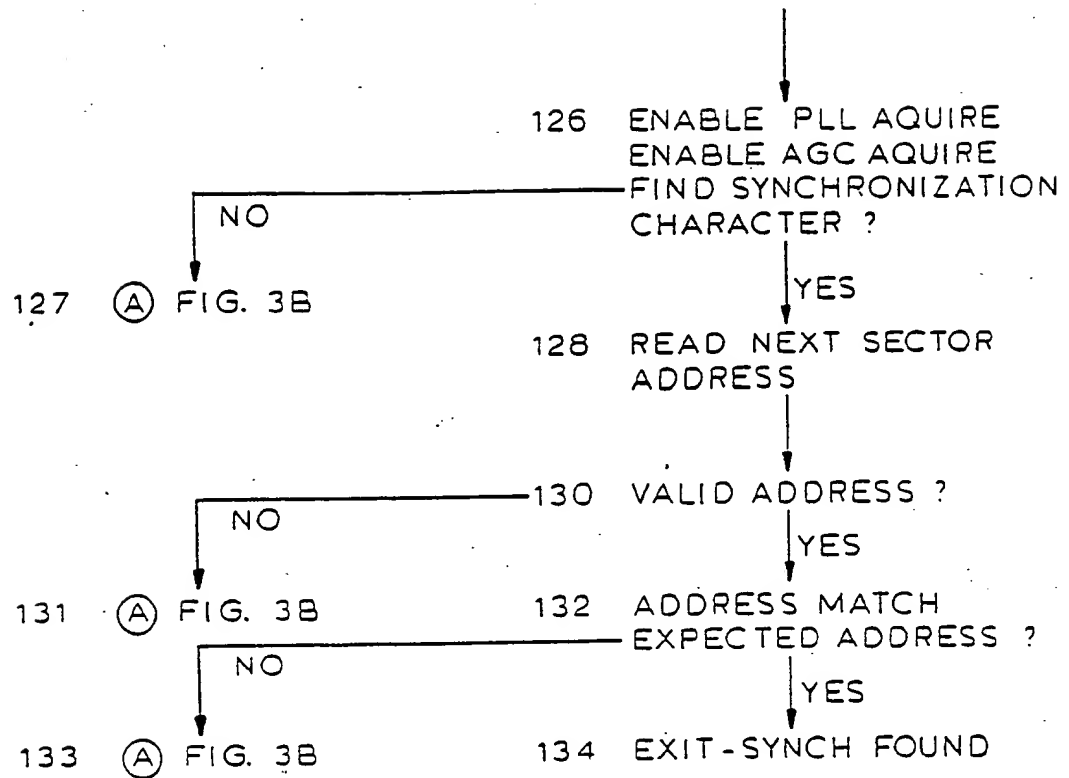 126 ENABLE PLL AQUIRE
ENABLE AGC AQUIRE
FIND SYNCHRONIZATION
CHARACTER ?
NO
YES
127 A FIG. 3B
128 READ NEXT SECTOR
ADDRESS
130 VALID ADDRESS ?
NO
YES
131 A FIG. 3B
132 ADDRESS MATCH
EXPECTED ADDRESS ?
NO
YES
133 A FIG. 3B
134 EXIT-SYNCH FOUND